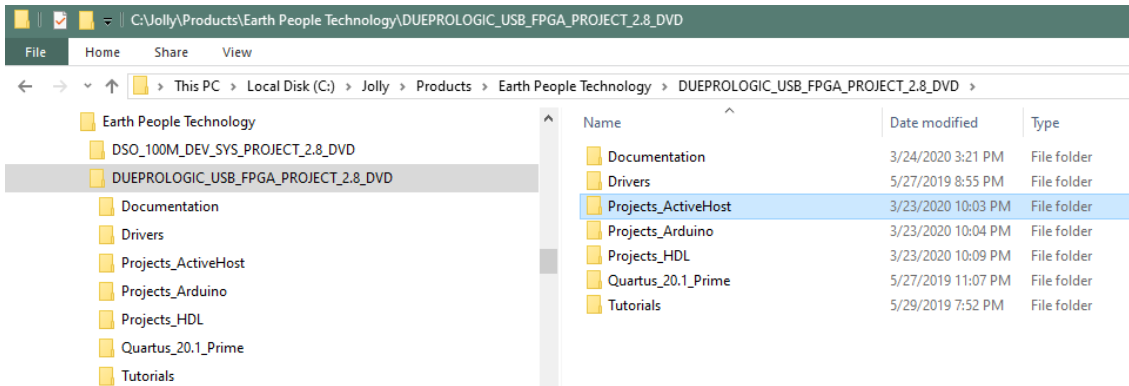 C:\Jolly\Products\Earth People Technology\DUEPROLOGIC_USB_FPGA_PROJECT_2.8_DVD
File Home Share View
This PC > Local Disk (C:) > Jolly > Products > Earth People Technology > DUEPROLOGIC_USB_FPGA_PROJECT_2.8_DVD >
Earth People Technology
DSO_100M_DEV_SYS_PROJECT_2.8_DVD
DUEPROLOGIC_USB_FPGA_PROJECT_2.8_DVD
Documentation
Drivers
Projects_ActiveHost
Projects_Arduino
Projects_HDL
Quartus_20.1_Prime
Tutorials
Name Date modified Type
Documentation 3/24/2020 3:21 PM File folder
Drivers 5/27/2019 8:55 PM File folder
Projects_ActiveHost 3/23/2020 10:03 PM File folder
Projects_Arduino 3/23/2020 10:04 PM File folder
Projects_HDL 3/23/2020 10:09 PM File folder
Quartus_20.1_Prime 5/27/2019 11:07 PM File folder
Tutorials 5/29/2019 7:52 PM File folder